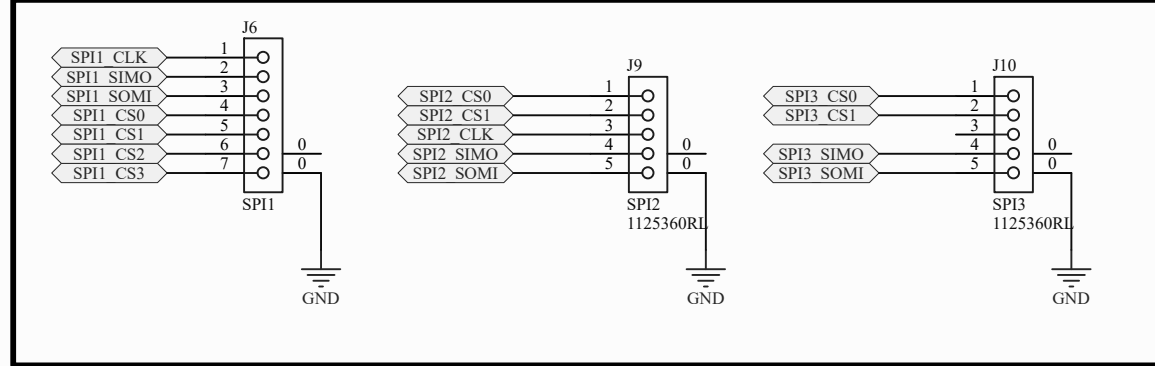 J6
SPI1_CLK 1
SPI1_SIMO 2
SPI1_SOMI 3
SPI1_CS0 4
SPI1_CS1 5
SPI1_CS2 6 0
SPI1_CS3 7 0
SPI1
GND
J9
SPI2_CS0 1
SPI2_CS1 2
SPI2_CLK 3
SPI2_SIMO 4 0
SPI2_SOMI 5 0
SPI2
1125360RL
GND
J10
SPI3_CS0 1
SPI3_CS1 2
3
SPI3_SIMO 4 0
SPI3_SOMI 5 0
SPI3
1125360RL
GND